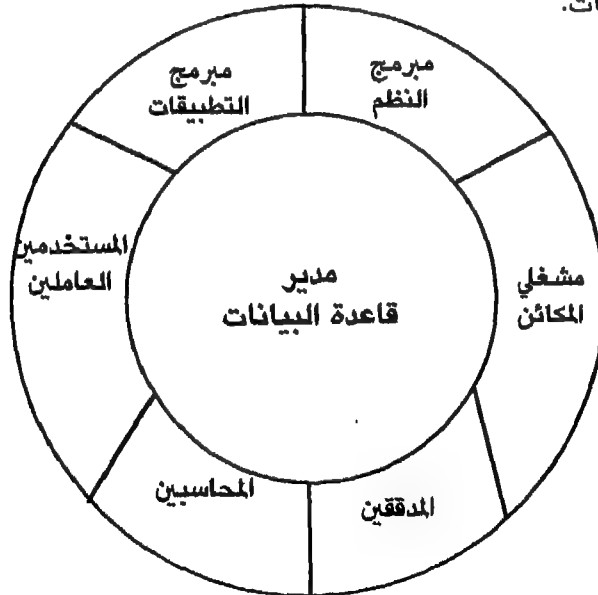 مبرمج
النظم
مبرمج
التطبيقات
مشغلي
المكائن
مدير
قاعدة البيانات
المستخدمين
العاملين
المدققين
المحاسبين